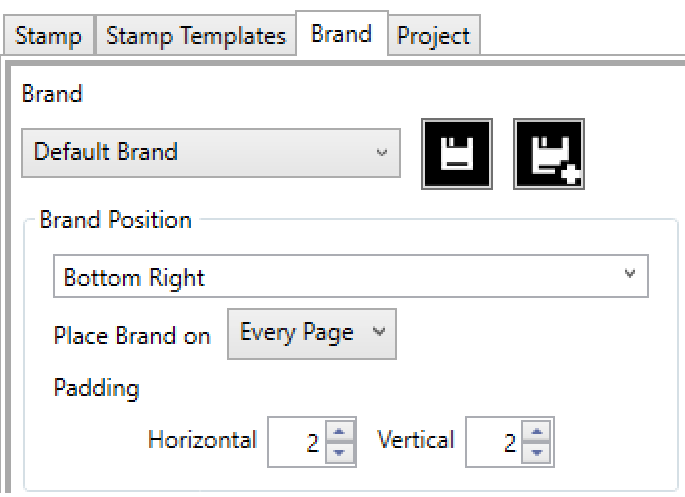 Stamp Stamp Templates Brand Project
Brand
Default Brand
Brand Position
Bottom Right
Place Brand on Every Page
Padding
Horizontal 2 Vertical 2